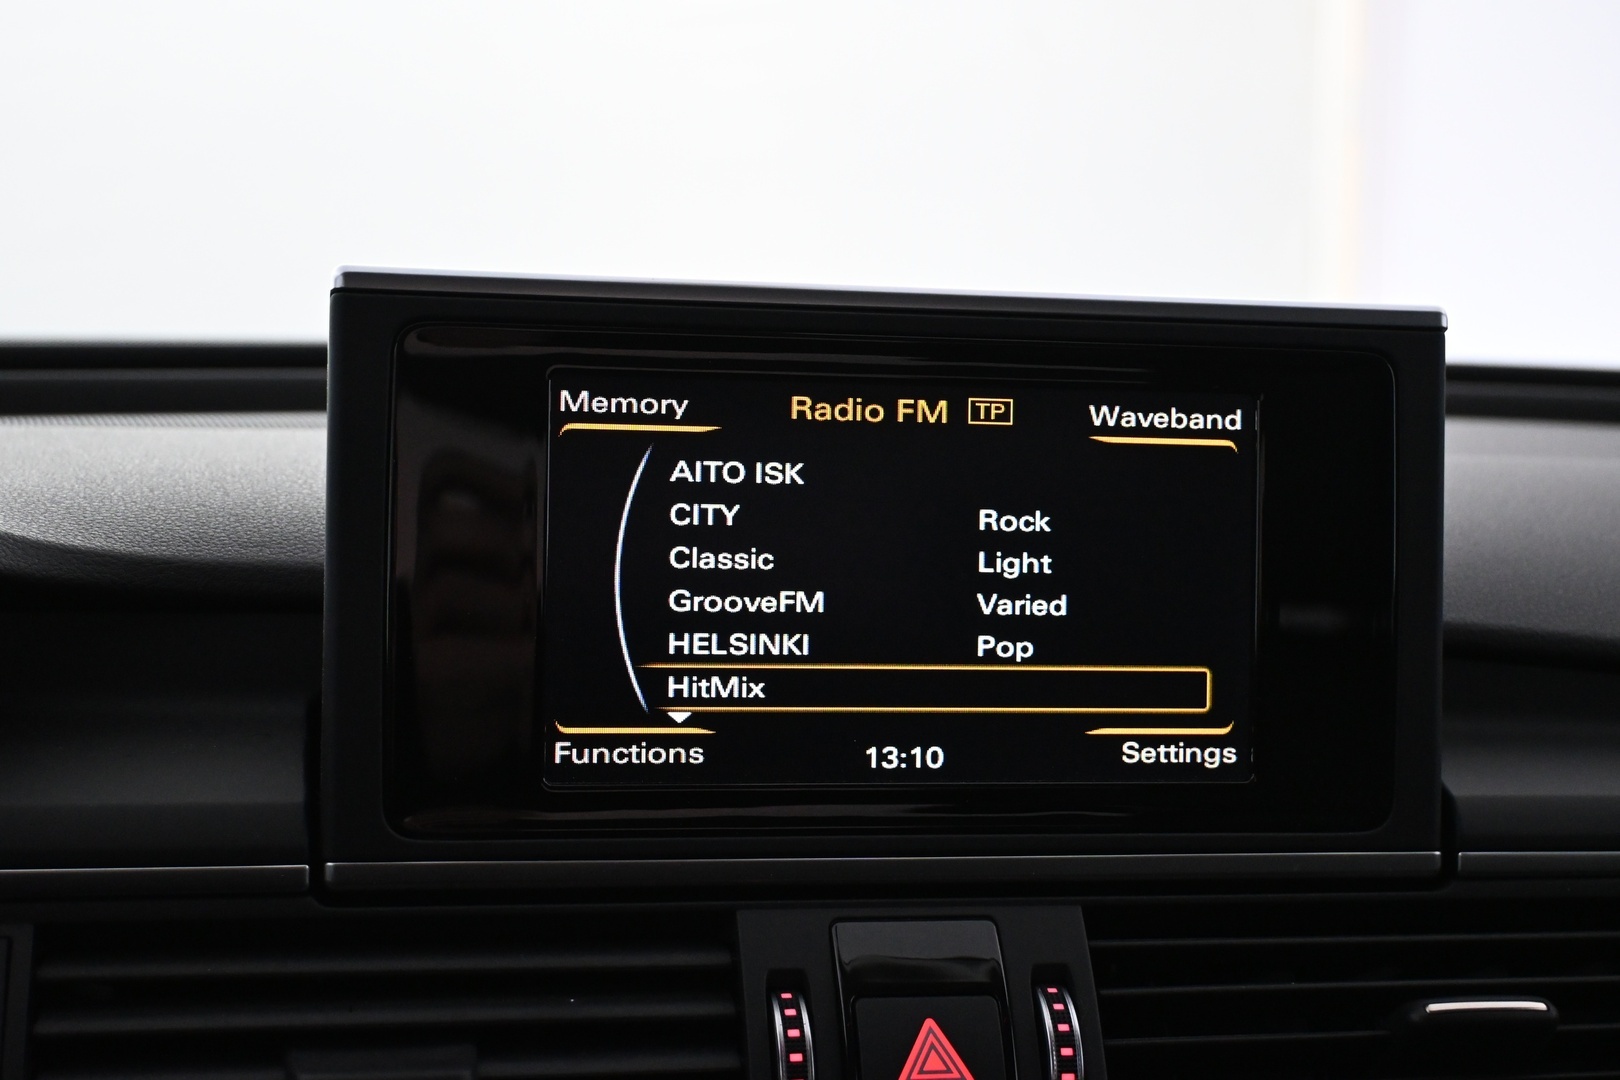 Memory Radio FM TP Waveband
AITO ISK
CITY Rock
Classic Light
GrooveFM Varied
HELSINKI Pop
HitMix
Functions 13:10 Settings